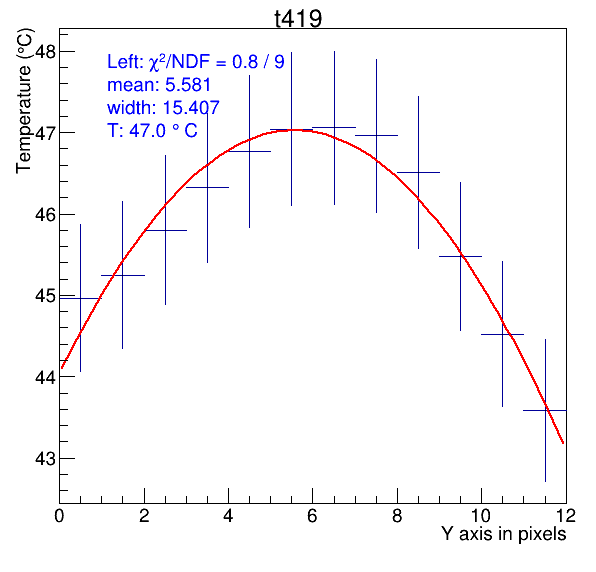 t419
Temperature (°C)
Left: χ²/NDF = 0.8 / 9
mean: 5.581
width: 15.407
T: 47.0 ° C
48
47
46
45
44
43
0 2 4 6 8 10 12
Y axis in pixels